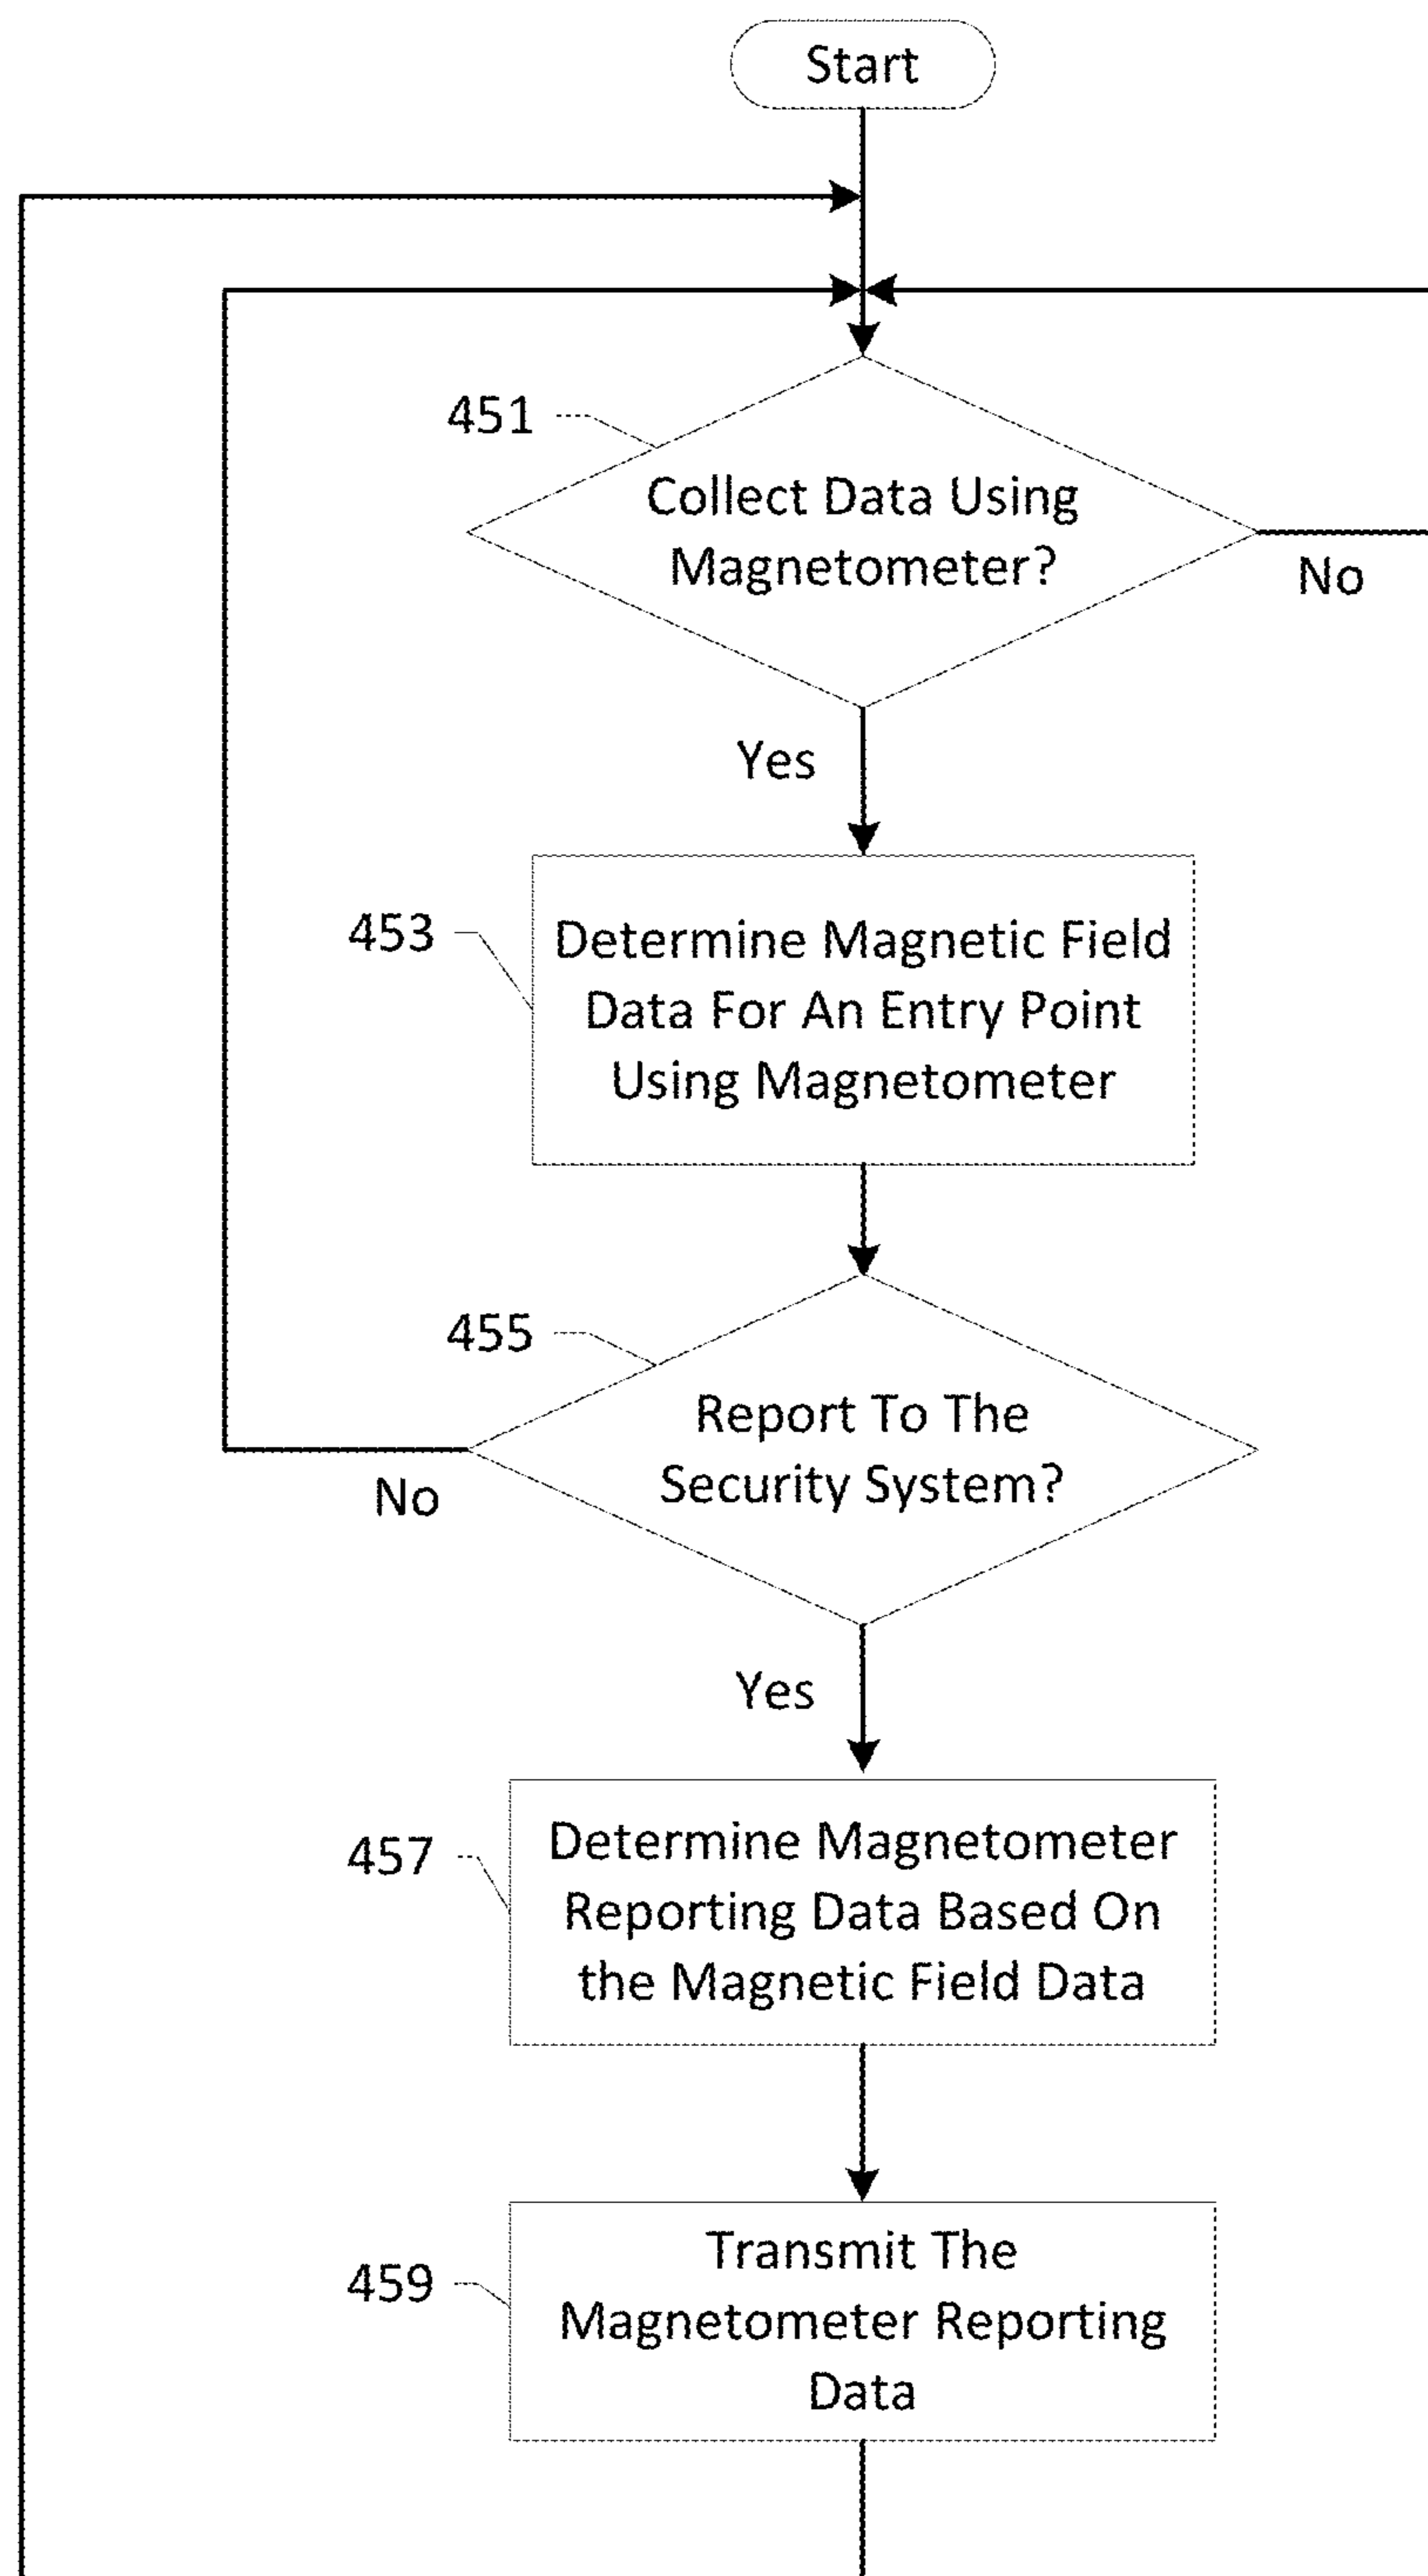 Start
451
Collect Data Using
Magnetometer?
No
Yes
453
Determine Magnetic Field
Data For An Entry Point
Using Magnetometer
455
Report To The
Security System?
No
Yes
457
Determine Magnetometer
Reporting Data Based On
the Magnetic Field Data
459
Transmit The
Magnetometer Reporting
Data